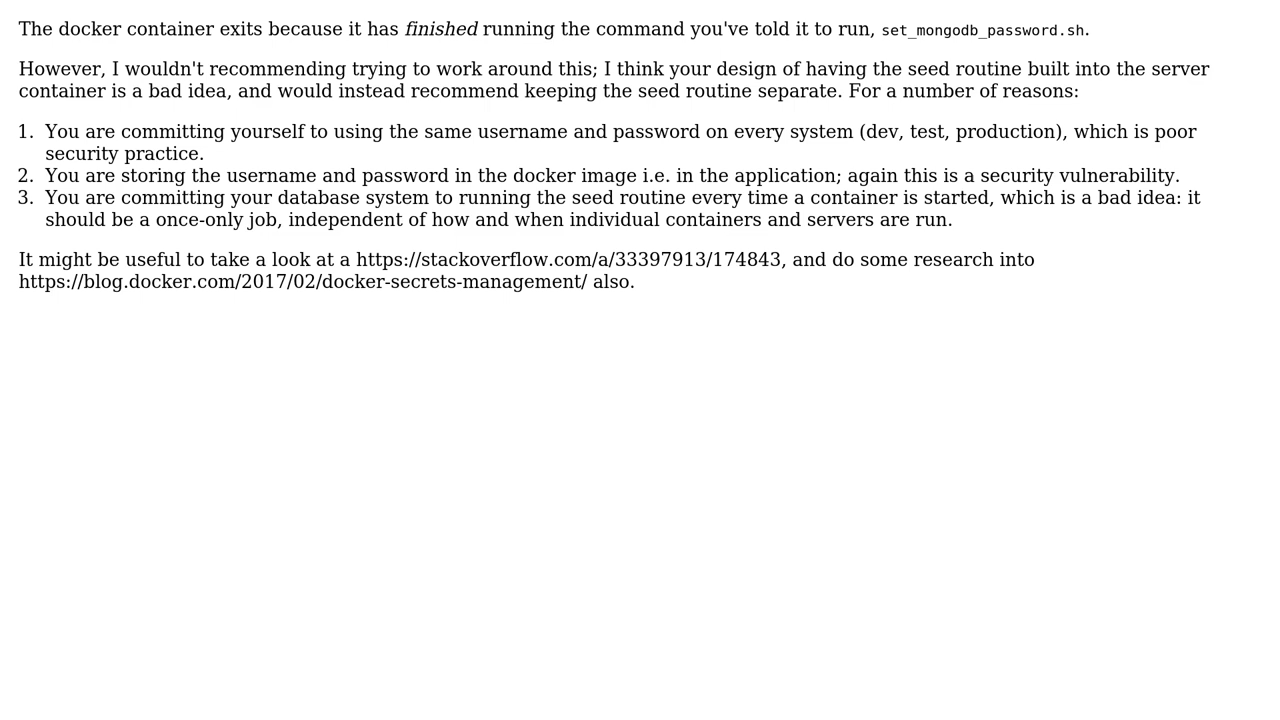 The docker container exits because it has finished running the command you've told it to run, set_mongodb_password.sh.
However, I wouldn't recommending trying to work around this; I think your design of having the seed routine built into the server
container is a bad idea, and would instead recommend keeping the seed routine separate. For a number of reasons:
1. You are committing yourself to using the same username and password on every system (dev, test, production), which is poor
security practice.
2. You are storing the username and password in the docker image i.e. in the application; again this is a security vulnerability.
3. You are committing your database system to running the seed routine every time a container is started, which is a bad idea: it
should be a once-only job, independent of how and when individual containers and servers are run.
It might be useful to take a look at a https://stackoverflow.com/a/33397913/174843, and do some research into
https://blog.docker.com/2017/02/docker-secrets-management/ also.